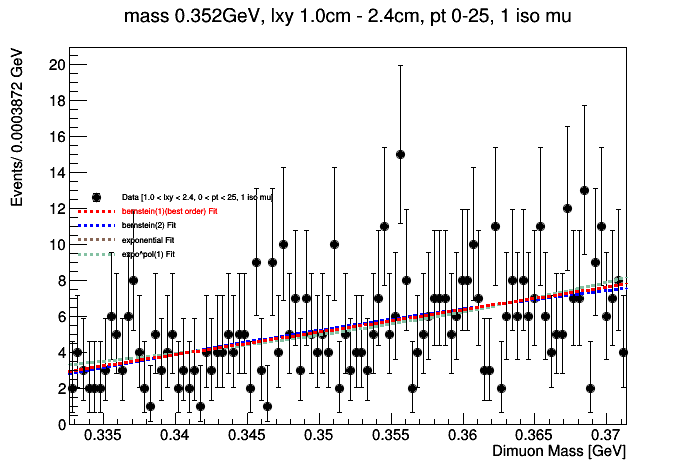 mass 0.352GeV, lxy 1.0cm - 2.4cm, pt 0-25, 1 iso mu
Events/ 0.0003872 GeV
20
18
16
14
12
10
8
6
4
2
0
Data [1.0 < lxy < 2.4, 0 < pt < 25, 1 iso mu]
bernstein(1)(best order) Fit
bernstein(2) Fit
exponential Fit
expo*pol(1) Fit
0.335 0.34 0.345 0.35 0.355 0.36 0.365 0.37
Dimuon Mass [GeV]